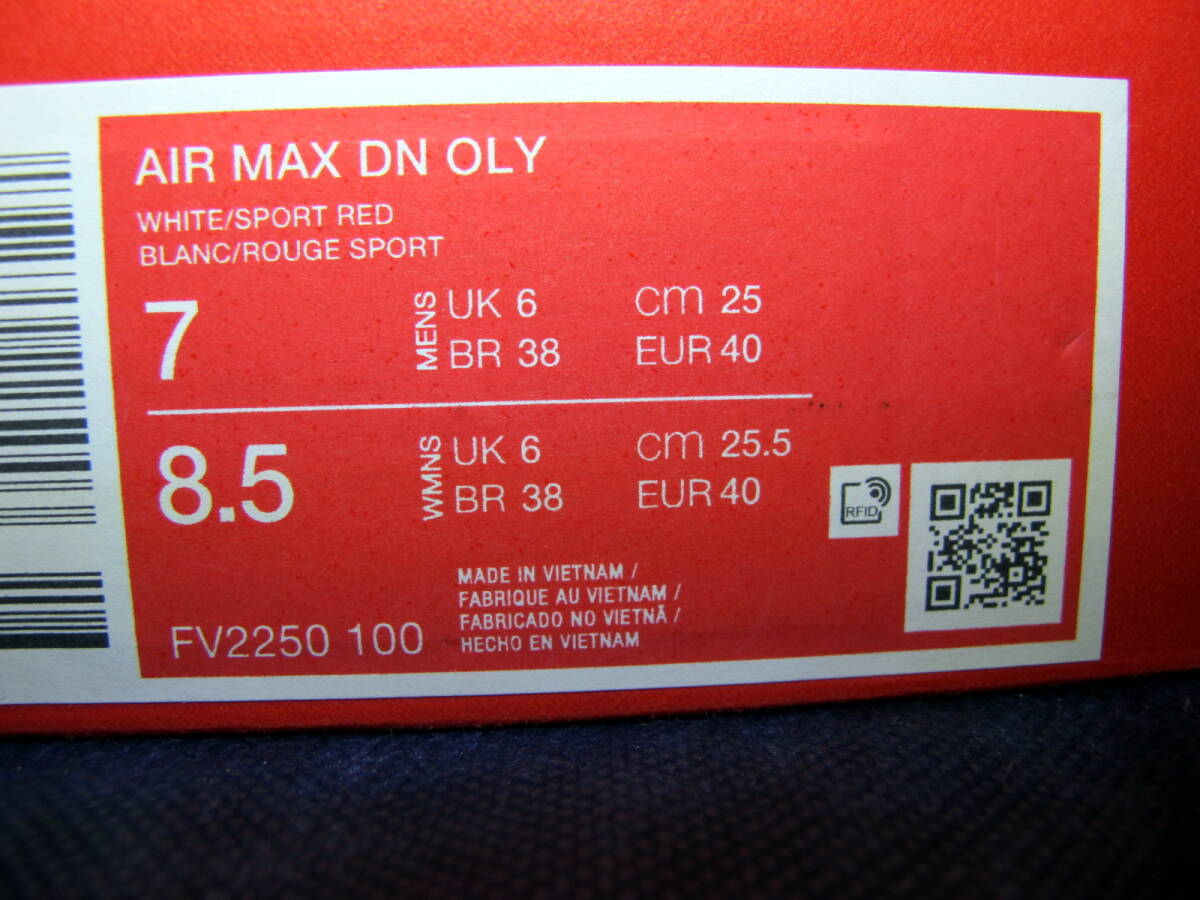 AIR MAX DN OLY
WHITE/SPORT RED
BLANC/ROUGE SPORT
7 MENS UK 6 cm 25
BR 38 EUR 40
8.5 WMNS UK 6 cm 25.5
BR 38 EUR 40
RFID
MADE IN VIETNAM /
FABRIQUE AU VIETNAM /
FABRICADO NO VIETNÃ /
HECHO EN VIETNAM
FV2250 100